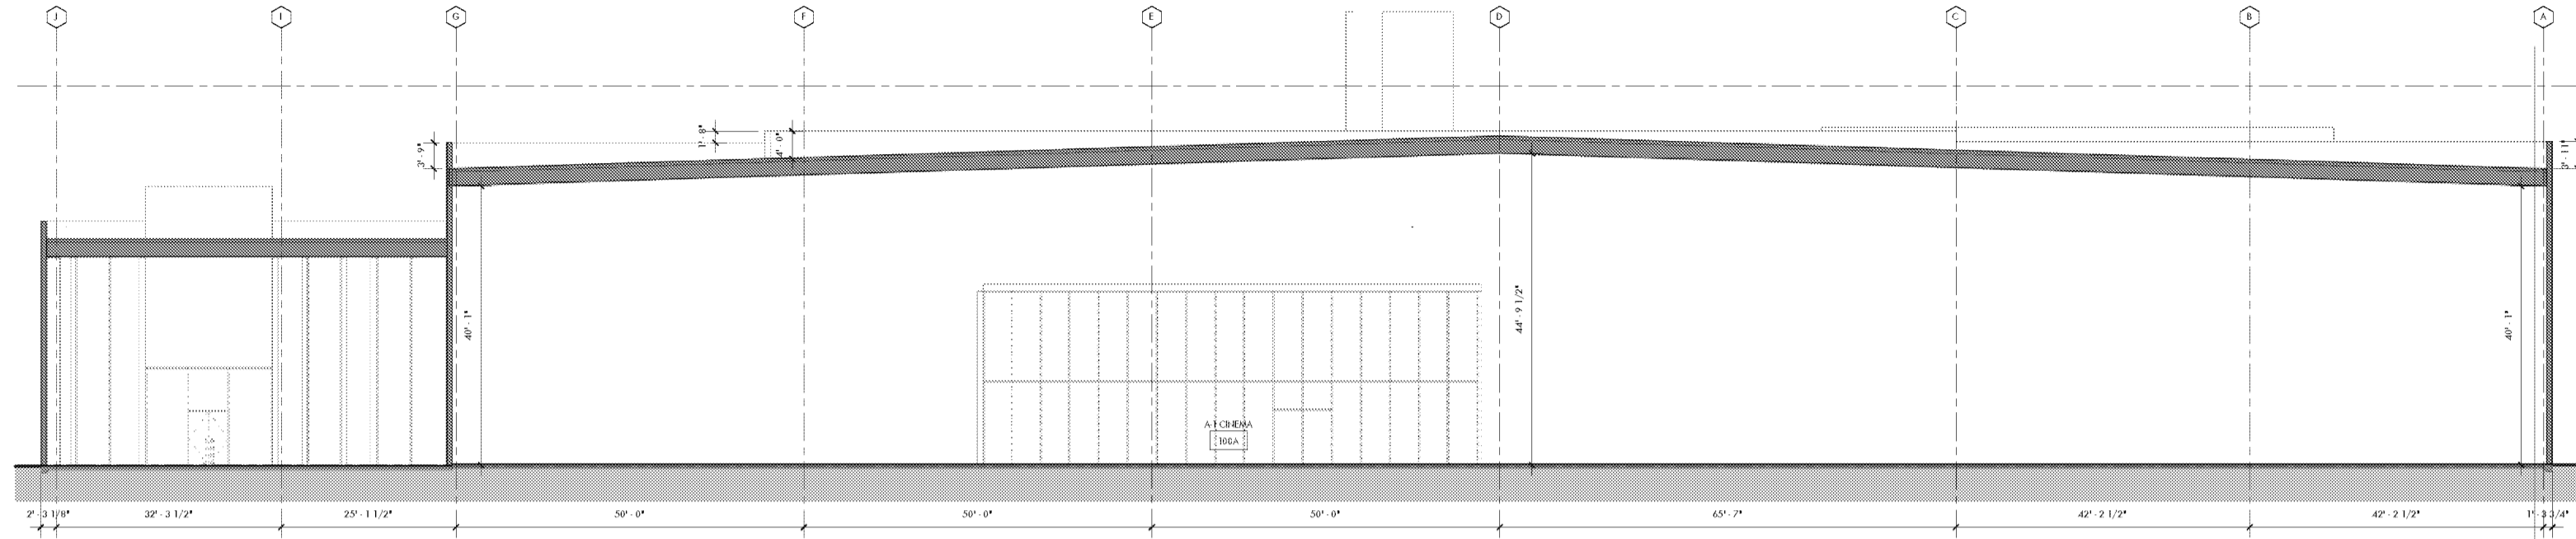 J I G F E D C B A
3' - 9"
1' - 8"
4' - 0"
3' - 11"
40' - 1"
44' - 9 1/2"
40' - 1"
A-1 CINEMA
100A
2' - 3 1/8" 32' - 3 1/2" 25' - 1 1/2" 50' - 0" 50' - 0" 50' - 0" 65' - 7" 42' - 2 1/2" 42' - 2 1/2" 1' - 3 3/4"